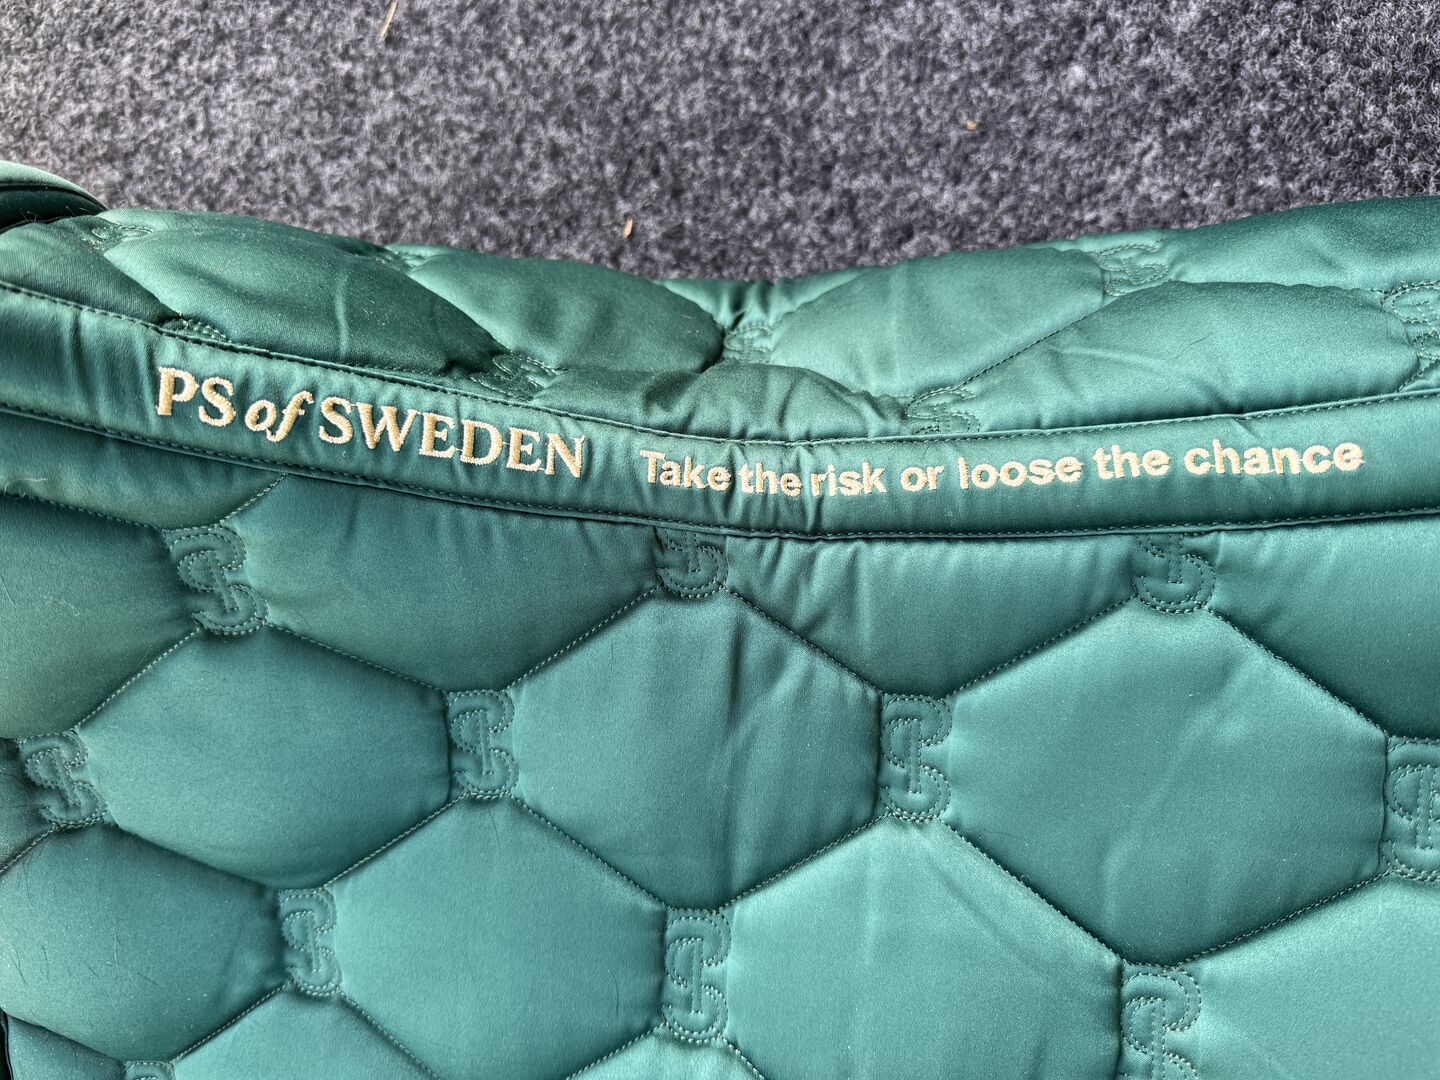 PS of SWEDEN Take the risk or loose the chance